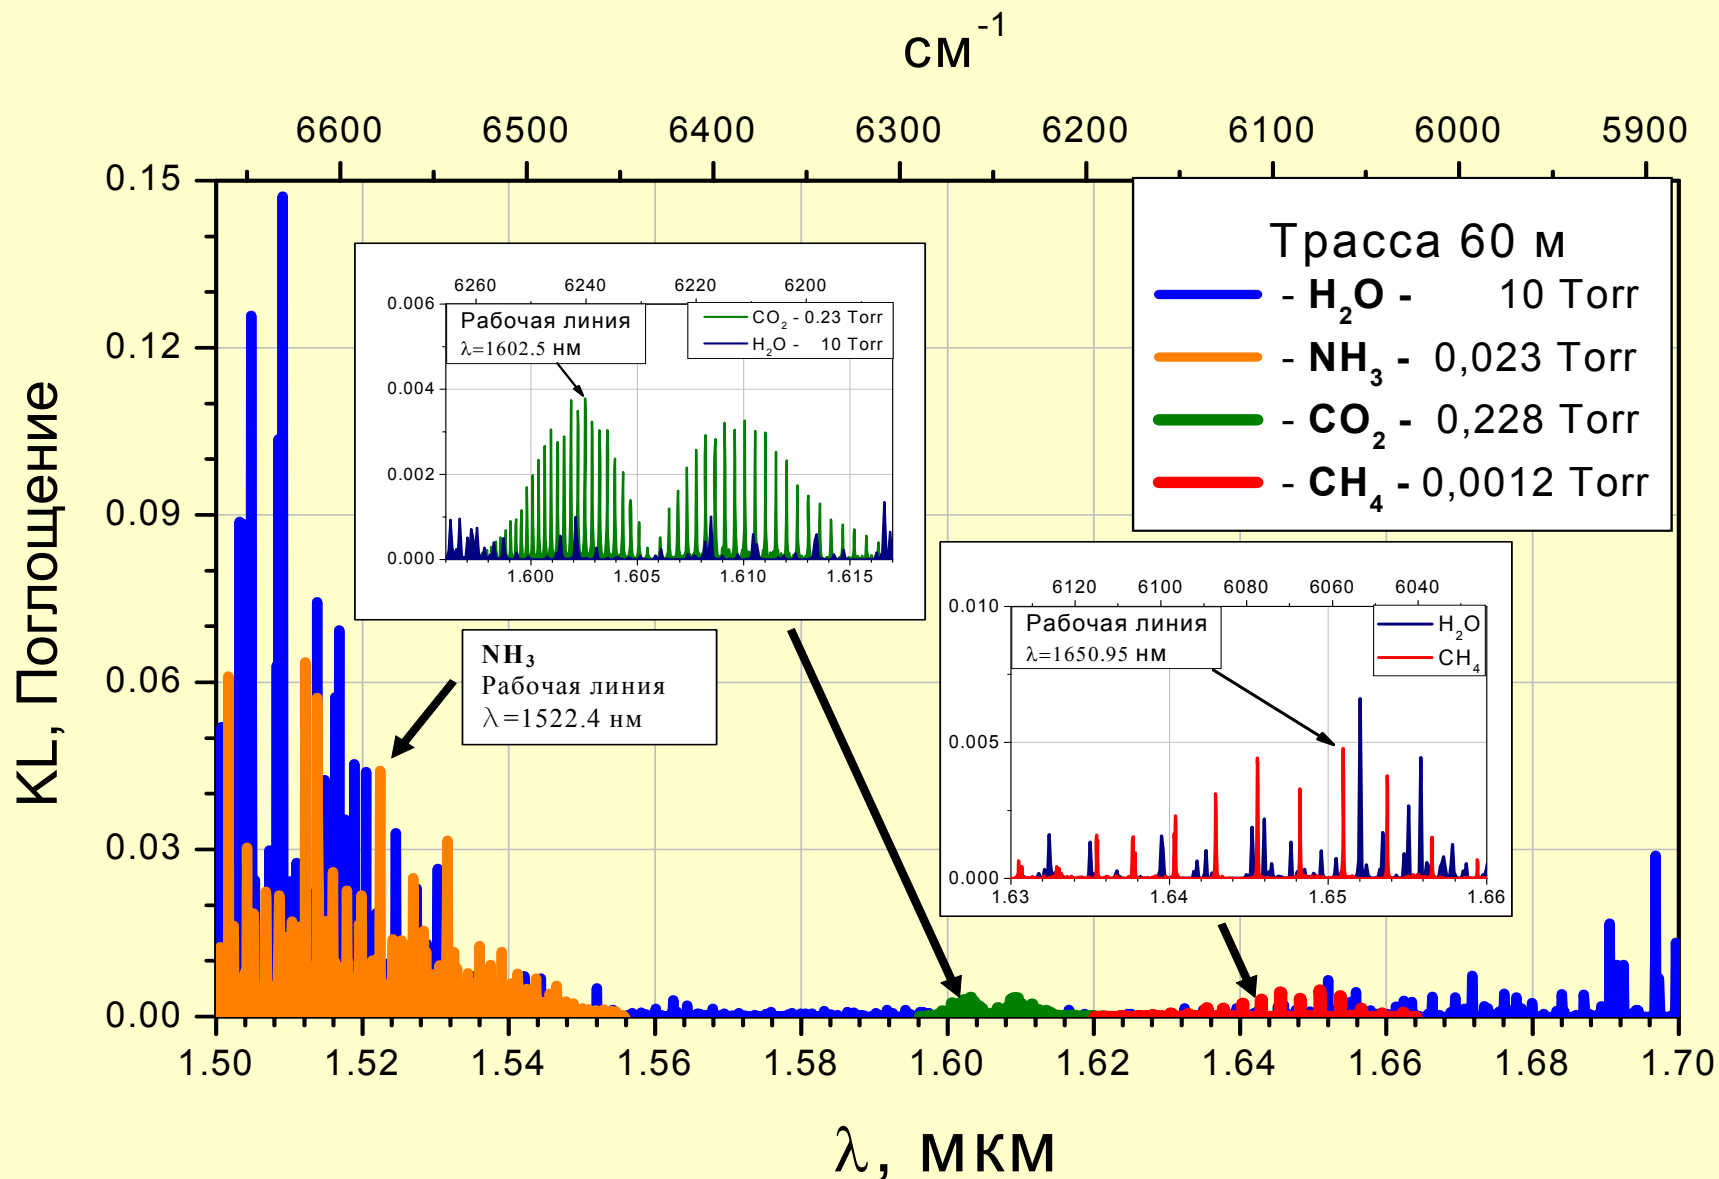 см⁻¹
6600 6500 6400 6300 6200 6100 6000 5900
KL, Поглощение
0.15
0.12
0.09
0.06
0.03
0.00
1.50 1.52 1.54 1.56 1.58 1.60 1.62 1.64 1.66 1.68 1.70
λ, мкм
Трасса 60 м
- H₂O - 10 Torr
- NH₃ - 0,023 Torr
- CO₂ - 0,228 Torr
- CH₄ - 0,0012 Torr
6260 6240 6220 6200
0.006
0.004
0.002
0.000
Рабочая линия
λ=1602.5 нм
CO₂ - 0.23 Torr
H₂O - 10 Torr
1.600 1.605 1.610 1.615
NH₃
Рабочая линия
λ=1522.4 нм
6120 6100 6080 6060 6040
0.010
0.005
0.000
Рабочая линия
λ=1650.95 нм
H₂O
CH₄
1.63 1.64 1.65 1.66